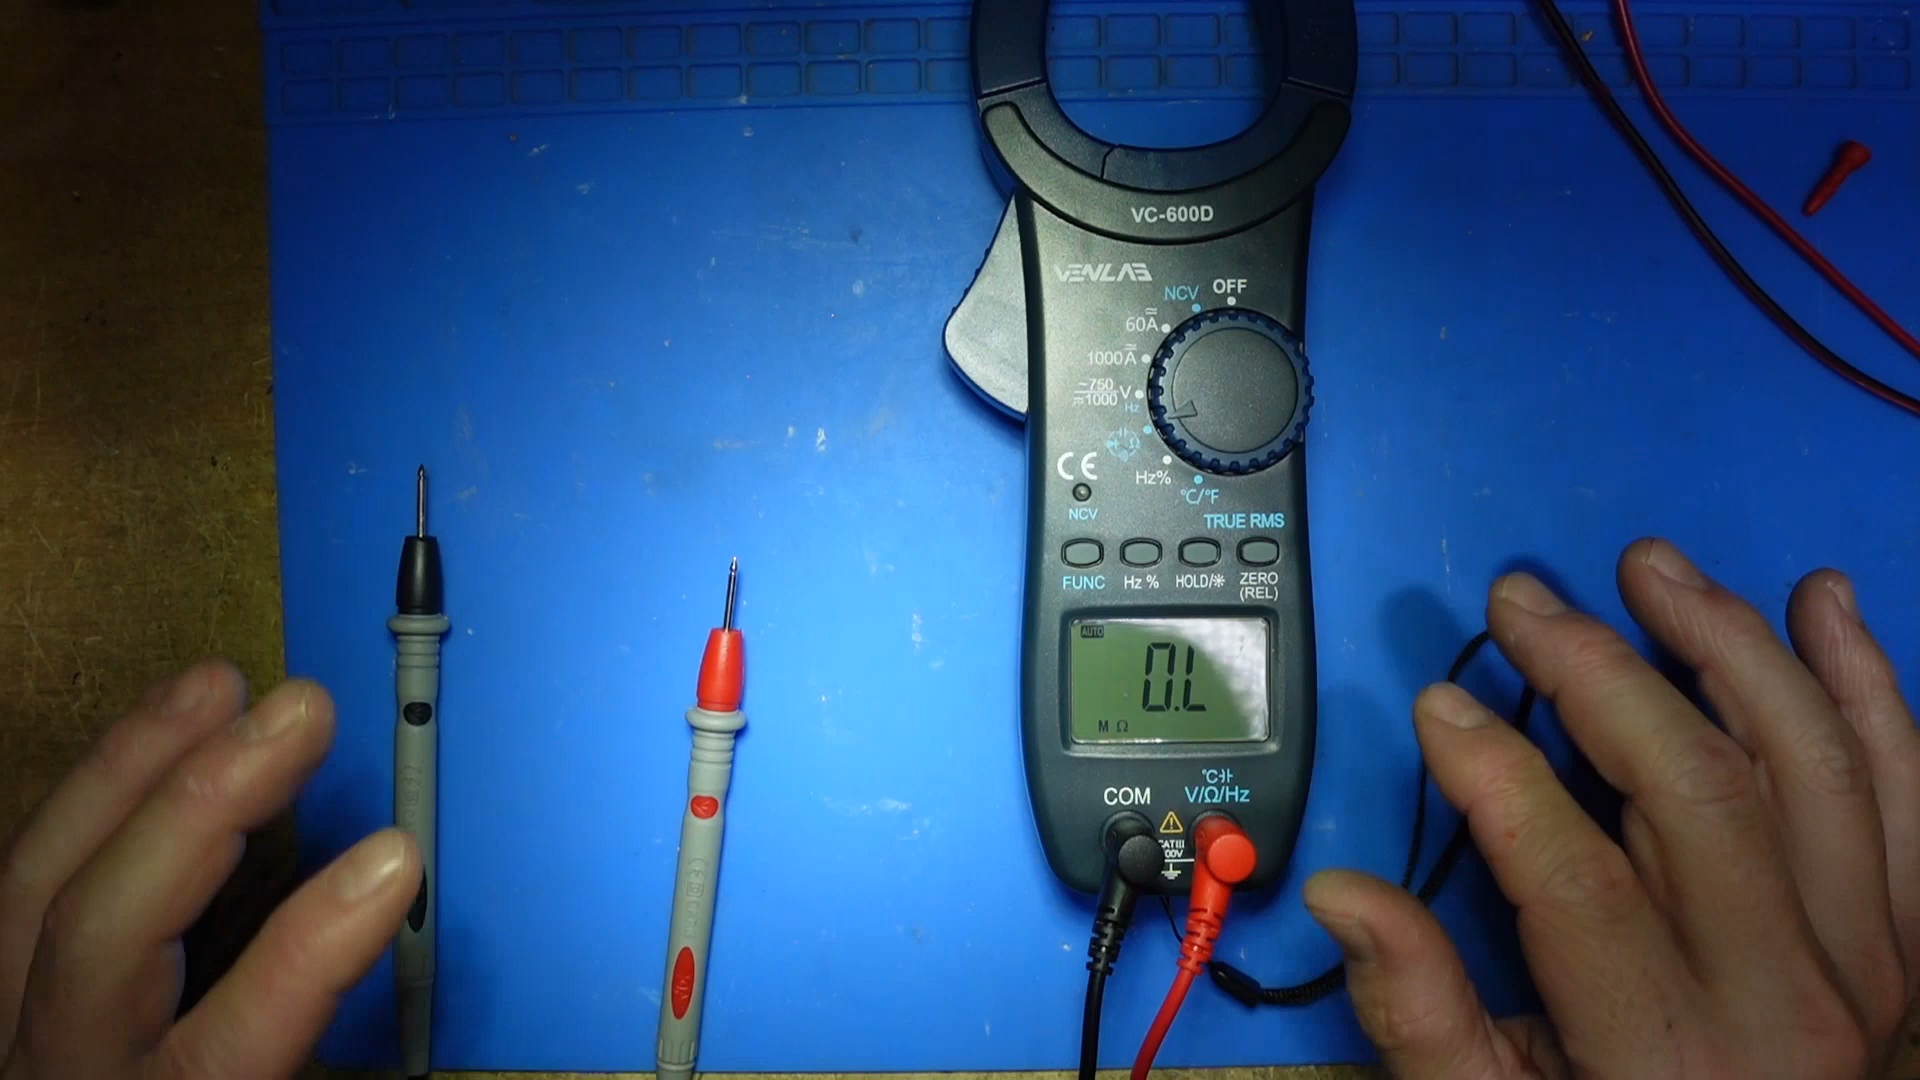 VC-600D
VENLAB
OFF
NCV
60A
1000A
~750
1000 V
Hz
Ω
Hz%
°C/°F
CE
NCV
TRUE RMS
FUNC Hz % HOLD/☀ ZERO
(REL)
AUTO
0.L
M Ω
°C
COM V/Ω/Hz